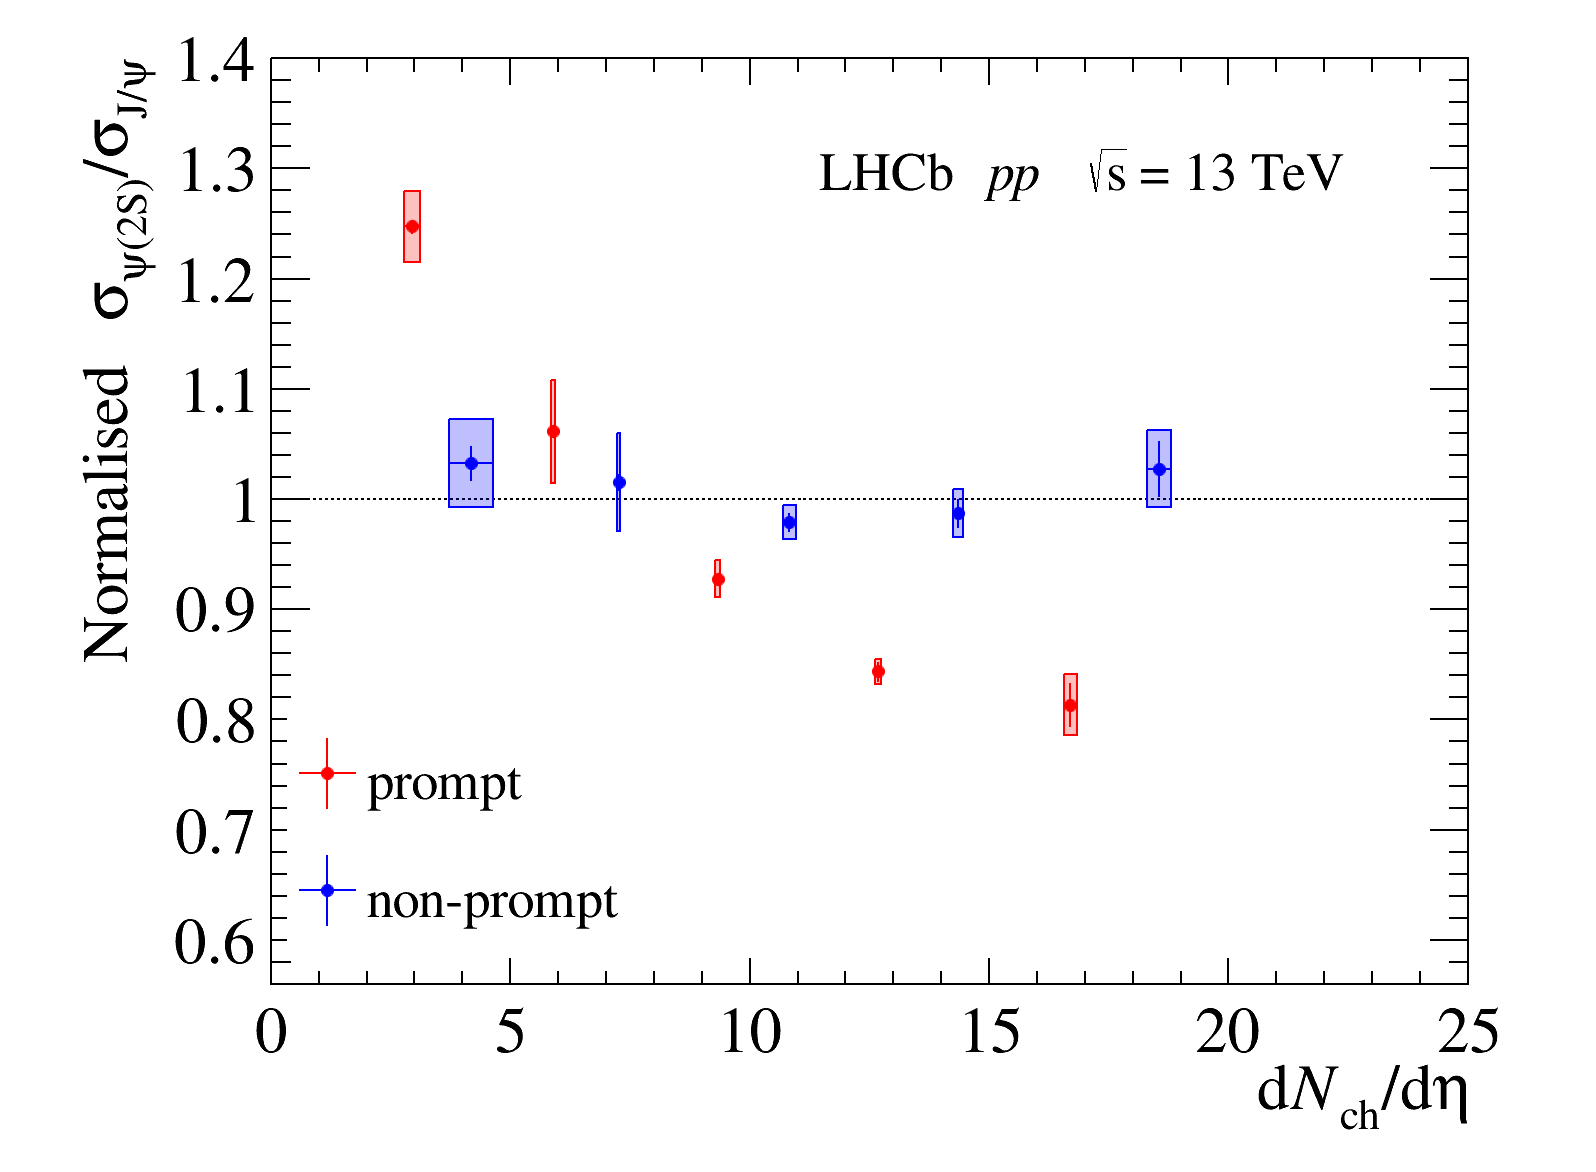 Normalised σψ(2S)/σJ/ψ
1.4
1.3
1.2
1.1
1
0.9
0.8
0.7
0.6
LHCb pp √s = 13 TeV
prompt
non-prompt
0 5 10 15 20 25
dNch/dη